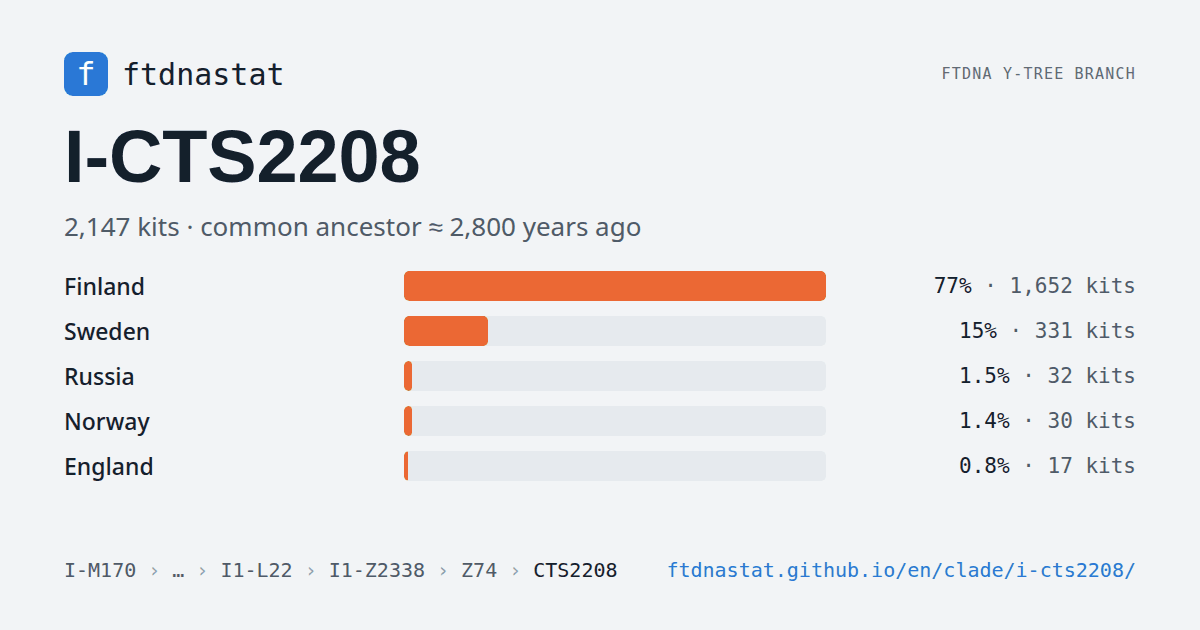 f ftdnastat
FTDNA Y-TREE BRANCH
I-CTS2208
2,147 kits · common ancestor ≈ 2,800 years ago
Finland 77% · 1,652 kits
Sweden 15% · 331 kits
Russia 1.5% · 32 kits
Norway 1.4% · 30 kits
England 0.8% · 17 kits
I-M170 › … › I1-L22 › I1-Z2338 › Z74 › CTS2208
ftdnastat.github.io/en/clade/i-cts2208/